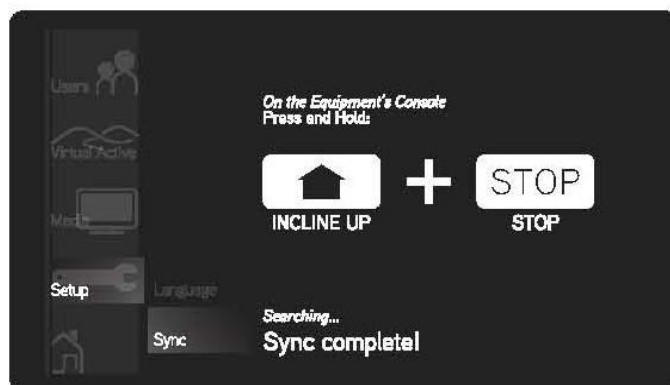 Users
On the Equipment's Console
Press and Hold:
Virtual Active
STOP
INCLINE UP
STOP
Media
Setup
Language
Searching...
Sync
Sync complete!